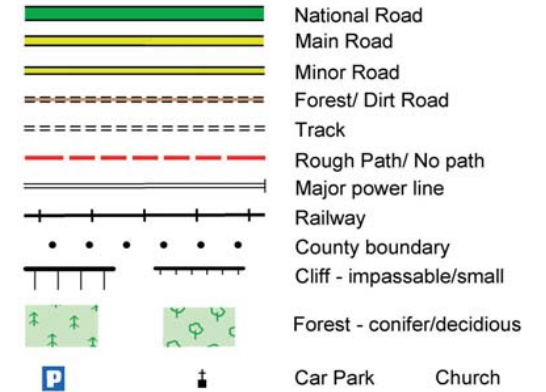 National Road
Main Road
Minor Road
Forest/ Dirt Road
Track
Rough Path/ No path
Major power line
Railway
County boundary
Cliff - impassable/small
Forest - conifer/decidious
P Car Park Church